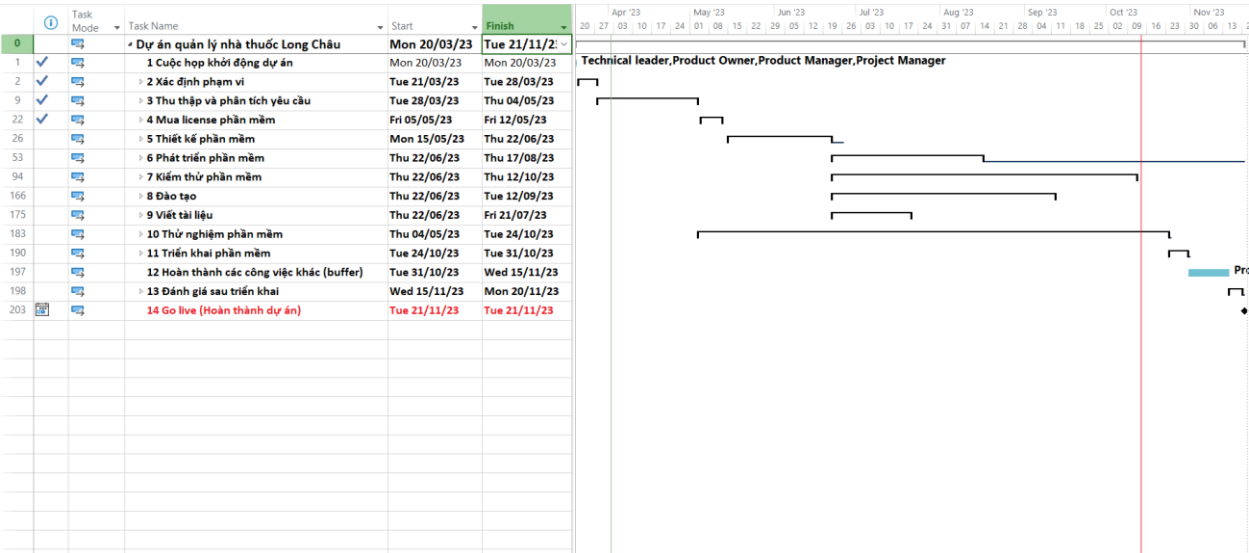 Apr '23 May '23 Jun '23 Jul '23 Aug '23 Sep '23 Oct '23 Nov '23
Task Mode Task Name Start Finish 20 27 03 10 17 24 01 08 15 22 29 05 12 19 26 03 10 17 24 31 07 14 21 28 04 11 18 25 02 09 16 23 30 06 13
0 Dự án quản lý nhà thuốc Long Châu Mon 20/03/23 Tue 21/11/2
1 1 Cuộc họp khởi động dự án Mon 20/03/23 Mon 20/03/23 Technical leader,Product Owner,Product Manager,Project Manager
2 2 Xác định phạm vi Tue 21/03/23 Tue 28/03/23
9 3 Thu thập và phân tích yêu cầu Tue 28/03/23 Thu 04/05/23
22 4 Mua license phần mềm Fri 05/05/23 Fri 12/05/23
26 5 Thiết kế phần mềm Mon 15/05/23 Thu 22/06/23
53 6 Phát triển phần mềm Thu 22/06/23 Thu 17/08/23
94 7 Kiểm thử phần mềm Thu 22/06/23 Thu 12/10/23
166 8 Đào tạo Thu 22/06/23 Tue 12/09/23
175 9 Viết tài liệu Thu 22/06/23 Fri 21/07/23
183 10 Thử nghiệm phần mềm Thu 04/05/23 Tue 24/10/23
190 11 Triển khai phần mềm Tue 24/10/23 Tue 31/10/23
197 12 Hoàn thành các công việc khác (buffer) Tue 31/10/23 Wed 15/11/23
198 13 Đánh giá sau triển khai Wed 15/11/23 Mon 20/11/23
203 14 Go live (Hoàn thành dự án) Tue 21/11/23 Tue 21/11/23